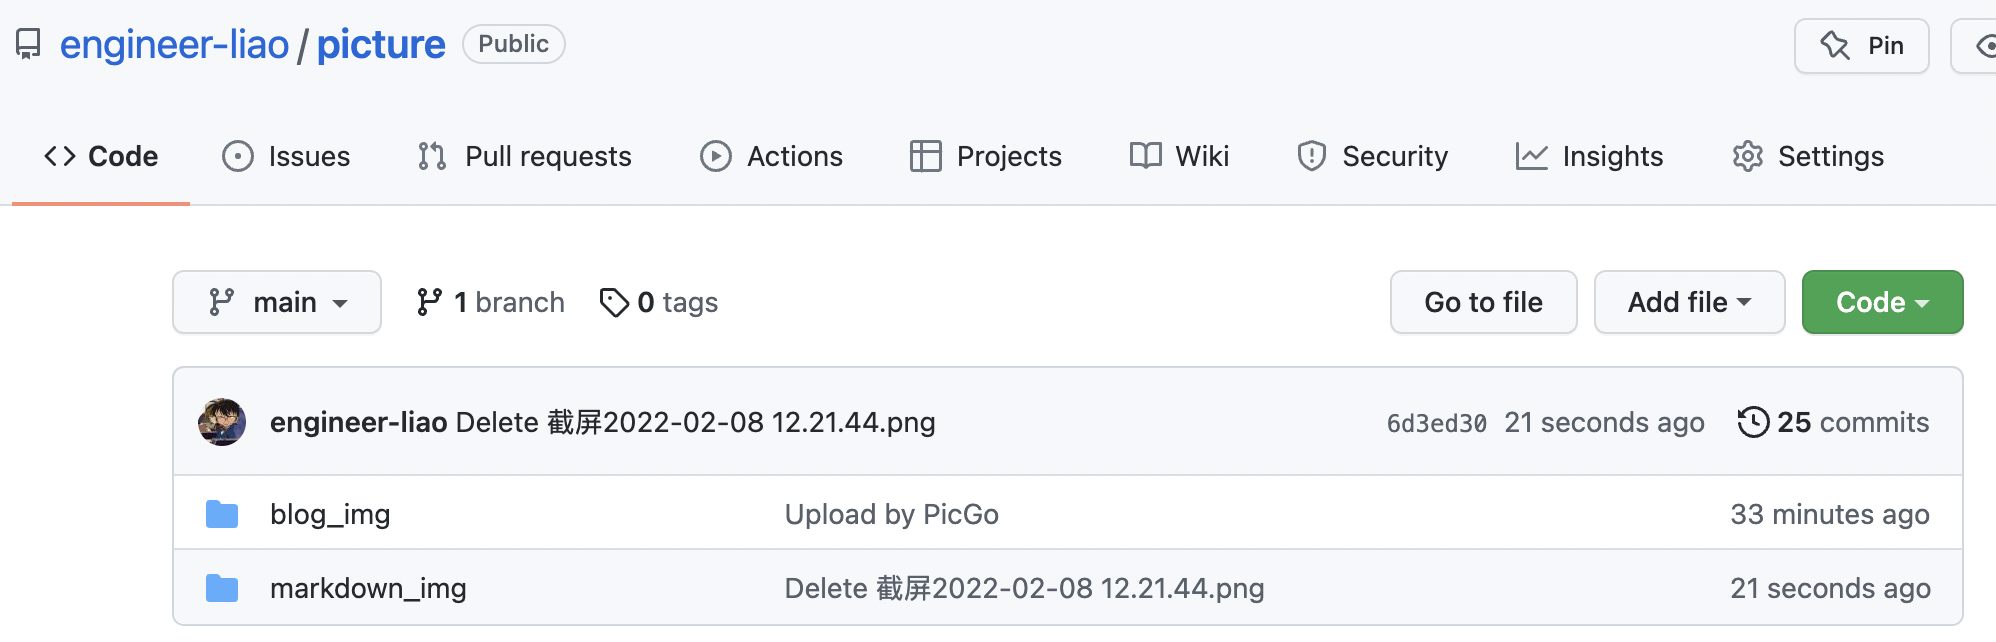 engineer-liao / picture Public Pin
Code Issues Pull requests Actions Projects Wiki Security Insights Settings
main 1 branch 0 tags Go to file Add file Code
engineer-liao Delete 截屏2022-02-08 12.21.44.png 6d3ed30 21 seconds ago 25 commits
blog_img Upload by PicGo 33 minutes ago
markdown_img Delete 截屏2022-02-08 12.21.44.png 21 seconds ago